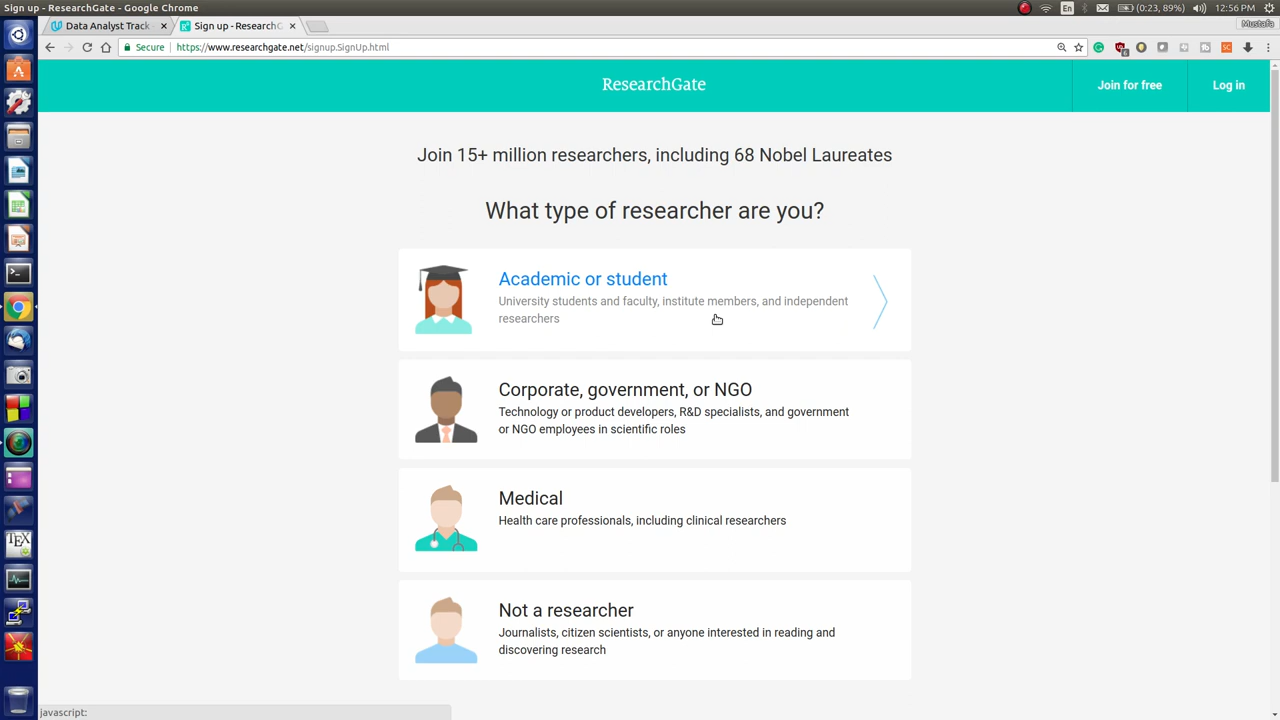 Sign up - ResearchGate - Google Chrome
En
(0:23, 89%)
12:56 PM
Data Analyst Track
Sign up - ResearchG
Mustafa
Secure
https://www.researchgate.net/signup.SignUp.html
ResearchGate
Join for free
Log in
Join 15+ million researchers, including 68 Nobel Laureates
What type of researcher are you?
Academic or student
University students and faculty, institute members, and independent
researchers
Corporate, government, or NGO
Technology or product developers, R&D specialists, and government
or NGO employees in scientific roles
Medical
Health care professionals, including clinical researchers
Not a researcher
Journalists, citizen scientists, or anyone interested in reading and
discovering research
TEX
javascript: